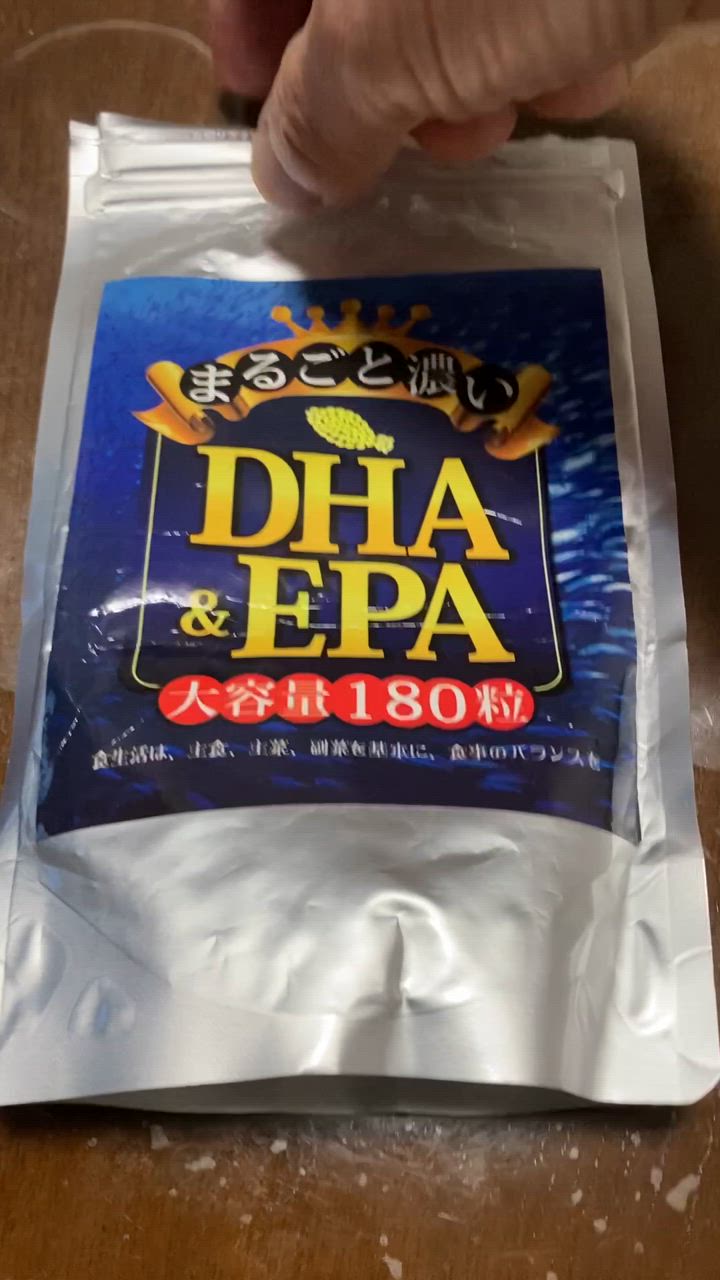 まるごと濃い
DHA
&EPA
大容量180粒
食生活は、主食、主菜、副菜を基本に、食事のバランスを